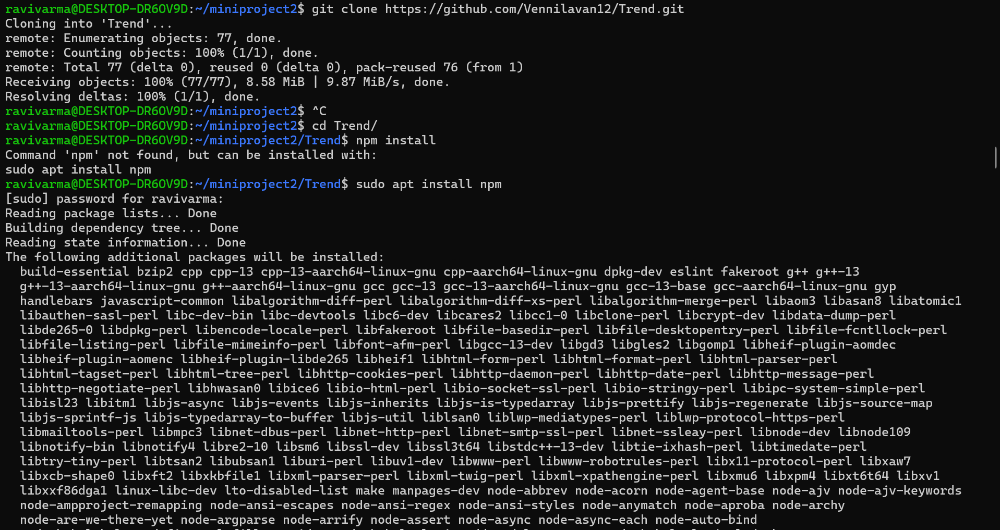 ravivarma@DESKTOP-DR6OV9D:~/miniproject2$ git clone https://github.com/Vennilavan12/Trend.git
Cloning into 'Trend'...
remote: Enumerating objects: 77, done.
remote: Counting objects: 100% (1/1), done.
remote: Total 77 (delta 0), reused 0 (delta 0), pack-reused 76 (from 1)
Receiving objects: 100% (77/77), 8.58 MiB | 9.87 MiB/s, done.
Resolving deltas: 100% (1/1), done.
ravivarma@DESKTOP-DR6OV9D:~/miniproject2$ ^C
ravivarma@DESKTOP-DR6OV9D:~/miniproject2$ cd Trend/
ravivarma@DESKTOP-DR6OV9D:~/miniproject2/Trend$ npm install
Command 'npm' not found, but can be installed with:
sudo apt install npm
ravivarma@DESKTOP-DR6OV9D:~/miniproject2/Trend$ sudo apt install npm
[sudo] password for ravivarma:
Reading package lists... Done
Building dependency tree... Done
Reading state information... Done
The following additional packages will be installed:
  build-essential bzip2 cpp cpp-13 cpp-13-aarch64-linux-gnu cpp-aarch64-linux-gnu dpkg-dev eslint fakeroot g++ g++-13
  g++-13-aarch64-linux-gnu g++-aarch64-linux-gnu gcc gcc-13 gcc-13-aarch64-linux-gnu gcc-13-base gcc-aarch64-linux-gnu gyp
  handlebars javascript-common libalgorithm-diff-perl libalgorithm-diff-xs-perl libalgorithm-merge-perl libaom3 libasan8 libatomic1
  libauthen-sasl-perl libc-dev-bin libc-devtools libc6-dev libcares2 libcc1-0 libclone-perl libcrypt-dev libdata-dump-perl
  libde265-0 libdpkg-perl libencode-locale-perl libfakeroot libfile-basedir-perl libfile-desktopentry-perl libfile-fcntllock-perl
  libfile-listing-perl libfile-mimeinfo-perl libfont-afm-perl libgcc-13-dev libgd3 libgles2 libgomp1 libheif-plugin-aomdec
  libheif-plugin-aomenc libheif-plugin-libde265 libheif1 libhtml-form-perl libhtml-format-perl libhtml-parser-perl
  libhtml-tagset-perl libhtml-tree-perl libhttp-cookies-perl libhttp-daemon-perl libhttp-date-perl libhttp-message-perl
  libhttp-negotiate-perl libhwasan0 libice6 libio-html-perl libio-socket-ssl-perl libio-stringy-perl libipc-system-simple-perl
  libisl23 libitm1 libjs-async libjs-events libjs-inherits libjs-is-typedarray libjs-prettify libjs-regenerate libjs-source-map
  libjs-sprintf-js libjs-typedarray-to-buffer libjs-util liblsan0 liblwp-mediatypes-perl liblwp-protocol-https-perl
  libmailtools-perl libmpc3 libnet-dbus-perl libnet-http-perl libnet-smtp-ssl-perl libnet-ssleay-perl libnode-dev libnode109
  libnotify-bin libnotify4 libre2-10 libsm6 libssl-dev libssl3t64 libstdc++-13-dev libtie-ixhash-perl libtimedate-perl
  libtry-tiny-perl libtsan2 libubsan1 liburi-perl libuv1-dev libwww-perl libwww-robotrules-perl libx11-protocol-perl libxaw7
  libxcb-shape0 libxft2 libxkbfile1 libxml-parser-perl libxml-twig-perl libxml-xpathengine-perl libxmu6 libxpm4 libxt6t64 libxv1
  libxxf86dga1 linux-libc-dev lto-disabled-list make manpages-dev node-abbrev node-acorn node-agent-base node-ajv node-ajv-keywords
  node-ampproject-remapping node-ansi-escapes node-ansi-regex node-ansi-styles node-anymatch node-aproba node-archy
  node-are-we-there-yet node-argparse node-arrify node-assert node-async node-async-each node-auto-bind